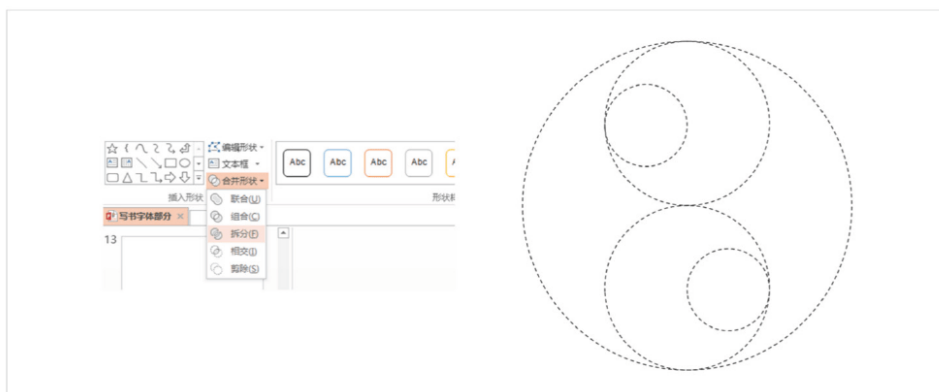 编辑形状
文本框
合并形状
Abc Abc Abc Abc
插入形状
形状
联合(U)
组合(C)
拆分(F)
相交(I)
剪除(S)
写书字体部分
13